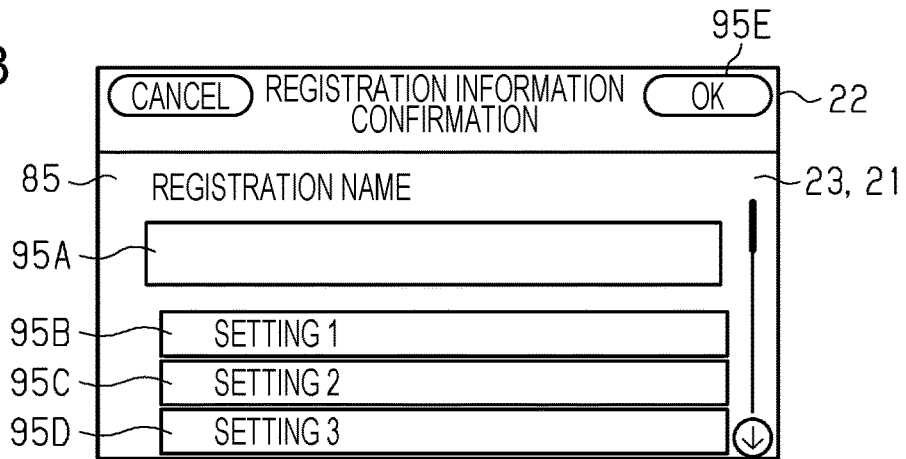 95E
CANCEL
REGISTRATION INFORMATION
CONFIRMATION
OK
22
85
REGISTRATION NAME
23, 21
95A
95B
SETTING 1
95C
SETTING 2
95D
SETTING 3